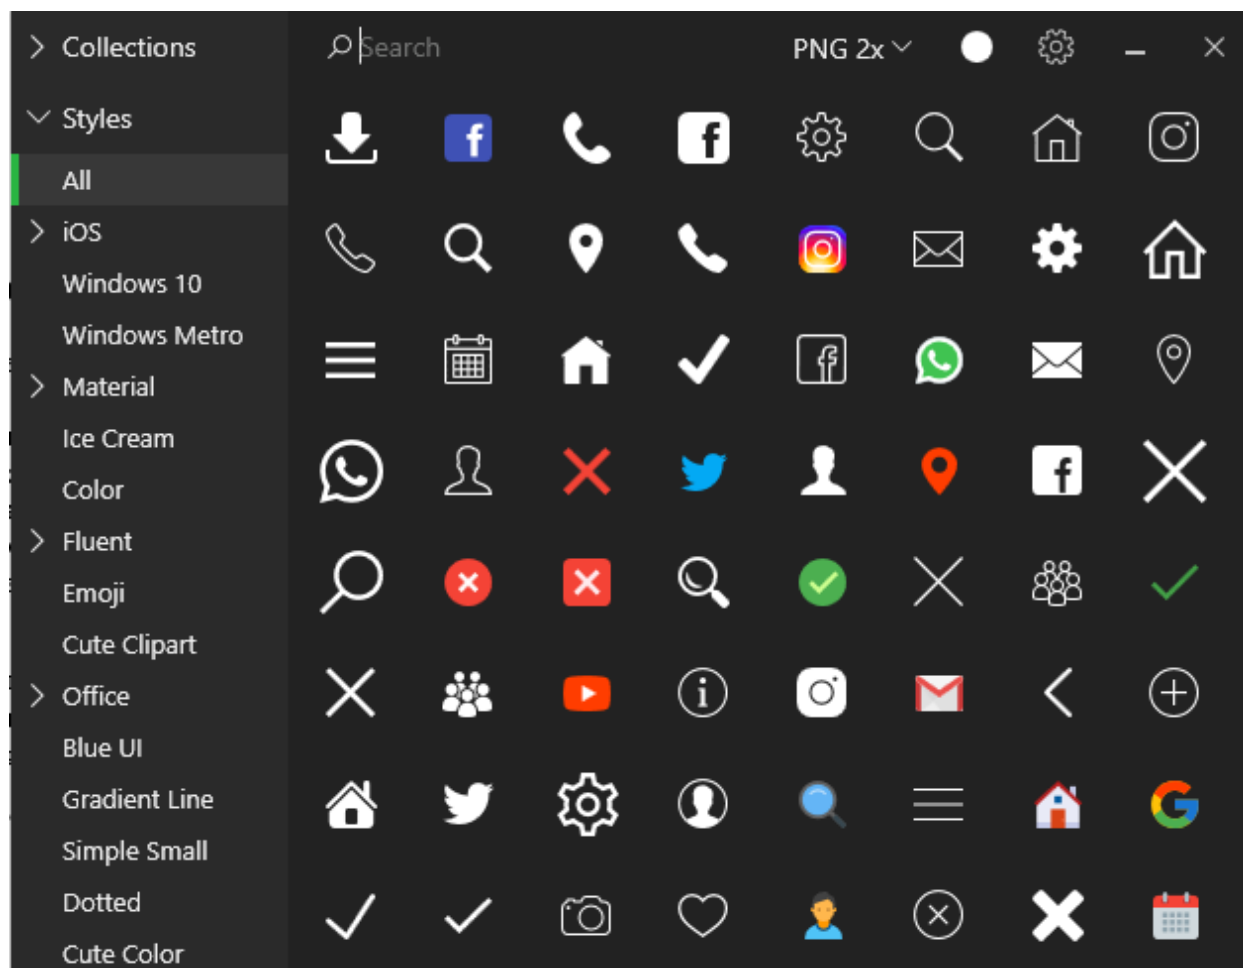 Collections
Search
PNG 2x
Styles
All
iOS
Windows 10
Windows Metro
Material
Ice Cream
Color
Fluent
Emoji
Cute Clipart
Office
Blue UI
Gradient Line
Simple Small
Dotted
Cute Color